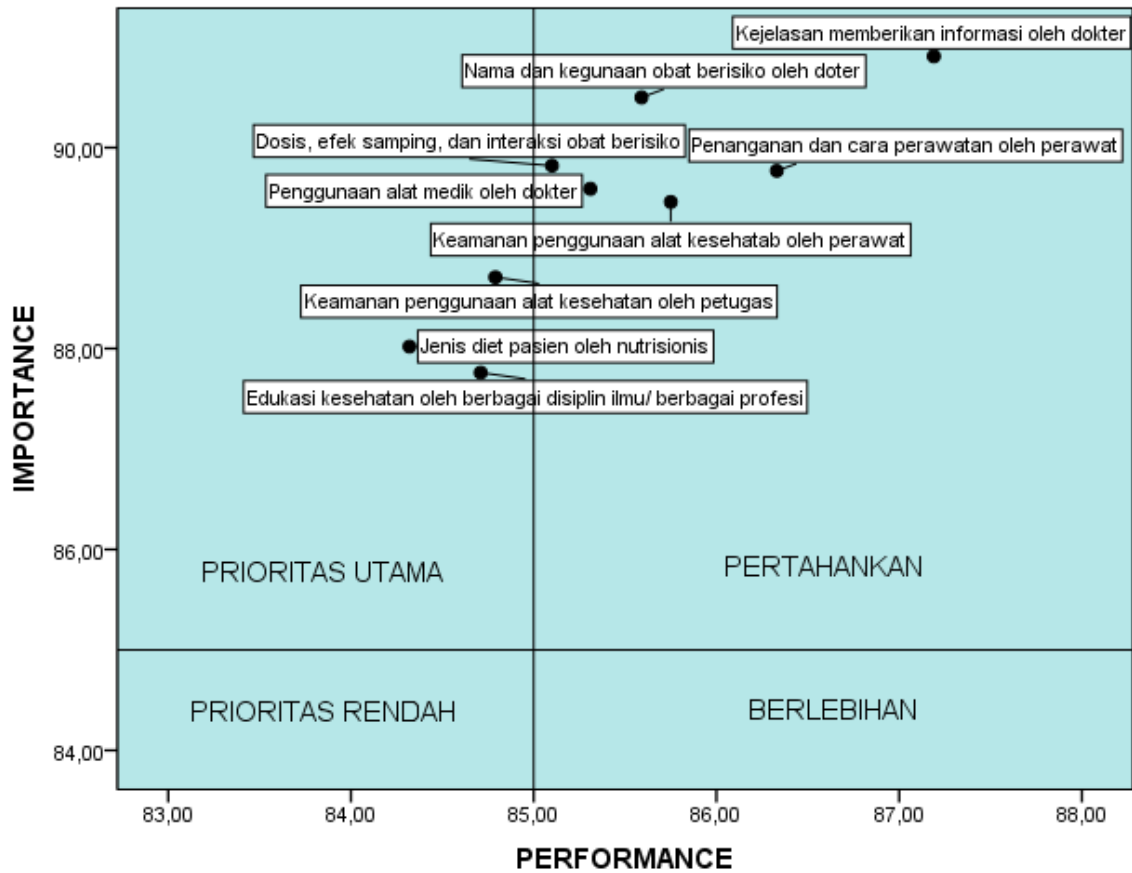 Kejelasan memberikan informasi oleh dokter
Nama dan kegunaan obat berisiko oleh doter
Dosis, efek samping, dan interaksi obat berisiko
Penanganan dan cara perawatan oleh perawat
Penggunaan alat medik oleh dokter
Keamanan penggunaan alat kesehatab oleh perawat
Keamanan penggunaan alat kesehatan oleh petugas
Jenis diet pasien oleh nutrisionis
Edukasi kesehatan oleh berbagai disiplin ilmu/ berbagai profesi
PRIORITAS UTAMA
PERTAHANKAN
PRIORITAS RENDAH
BERLEBIHAN
IMPORTANCE
90,00
88,00
86,00
84,00
83,00
84,00
85,00
86,00
87,00
88,00
PERFORMANCE